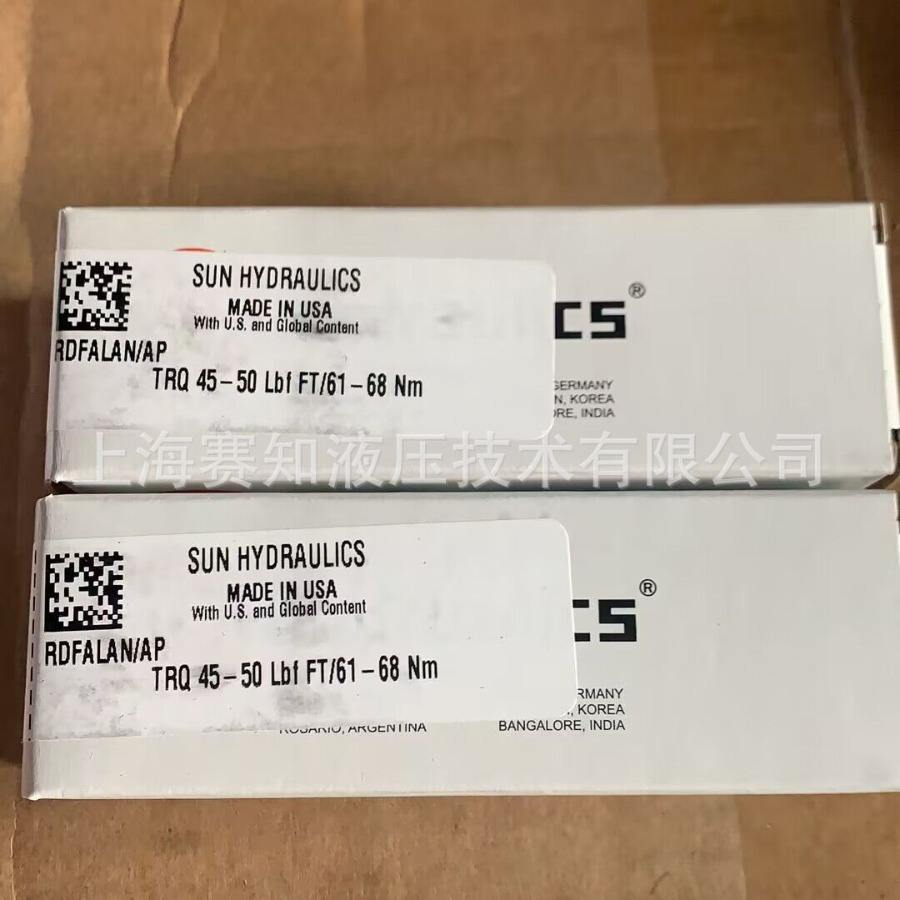 SUN HYDRAULICS
MADE IN USA
With U.S. and Global Content
RDFALAN/AP
TRQ 45-50 Lbf FT/61-68 Nm
ICS®
GERMANY
KOREA
INDIA
上海赛知液压技术有限公司
SUN HYDRAULICS
MADE IN USA
With U.S. and Global Content
RDFALAN/AP
TRQ 45-50 Lbf FT/61-68 Nm
CS®
RMANY
KOREA
ROSARIO, ARGENTINA
BANGALORE, INDIA